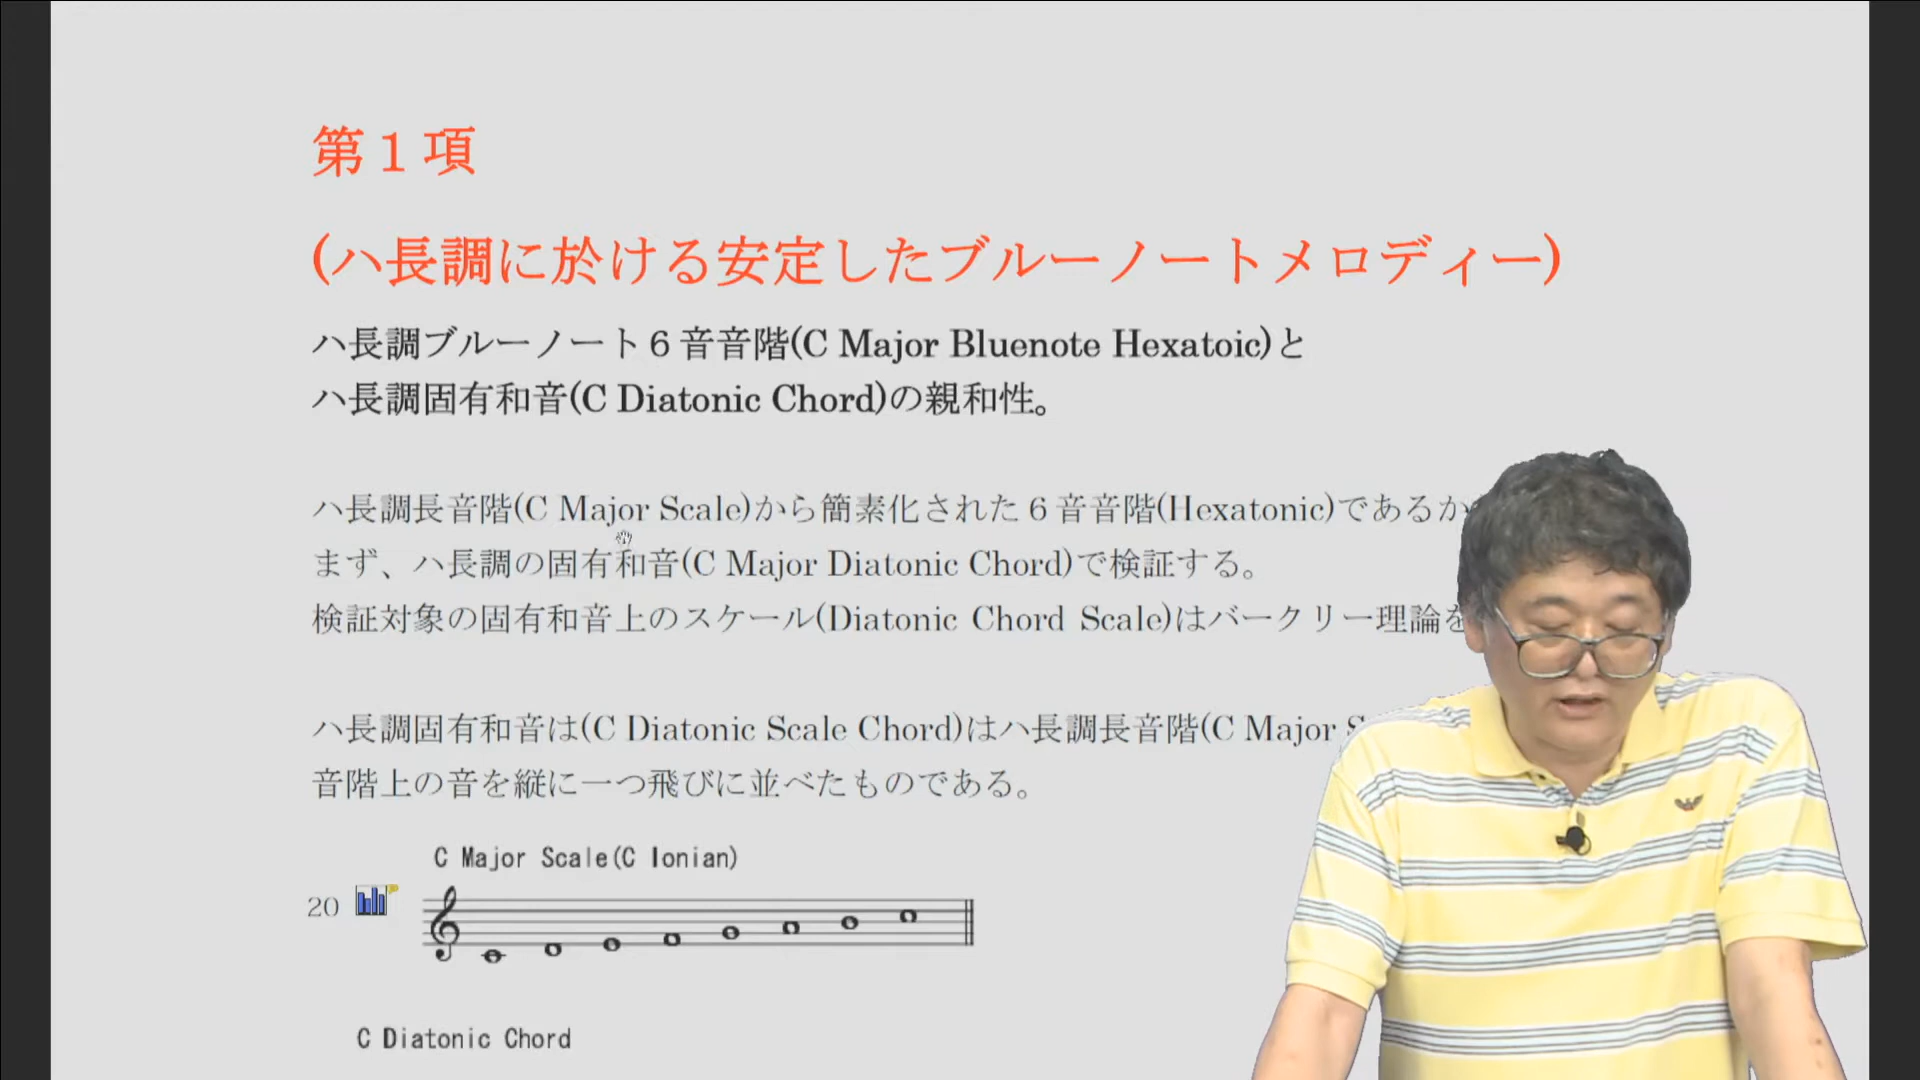 第１項
(ハ長調に於ける安定したブルーノートメロディー)
ハ長調ブルーノート６音音階(C Major Bluenote Hexatoic)と
ハ長調固有和音(C Diatonic Chord)の親和性。
ハ長調長音階(C Major Scale)から簡素化された６音音階(Hexatonic)であるか
まず、ハ長調の固有和音(C Major Diatonic Chord)で検証する。
検証対象の固有和音上のスケール(Diatonic Chord Scale)はバークリー理論を
ハ長調固有和音は(C Diatonic Scale Chord)はハ長調長音階(C Major
音階上の音を縦に一つ飛びに並べたものである。
C Major Scale(C Ionian)
20
C Diatonic Chord